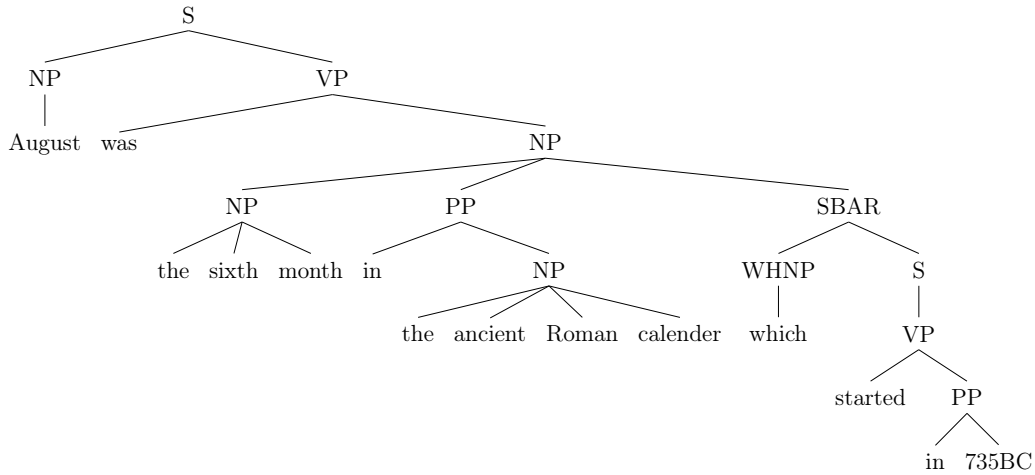 S
NP VP
August was NP
NP PP SBAR
the sixth month in NP WHNP S
the ancient Roman calender which VP
started PP
in 735BC